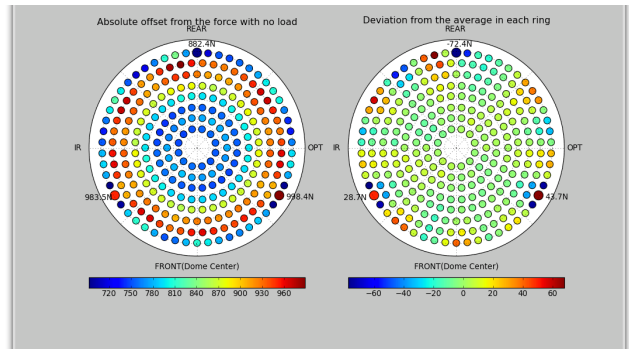 Absolute offset from the force with no load
REAR
882.4N
IR
OPT
983.5N
998.4N
FRONT(Dome Center)
720 750 780 810 840 870 900 930 960
Deviation from the average in each ring
REAR
-72.4N
IR
OPT
28.7N
43.7N
FRONT(Dome Center)
−60 −40 −20 0 20 40 60